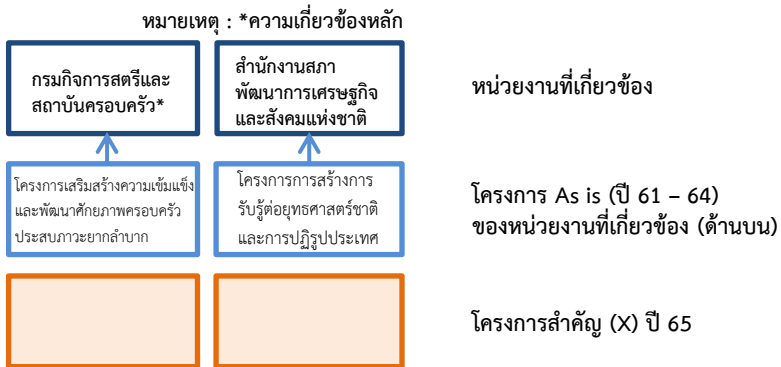 หมายเหตุ : *ความเกี่ยวข้องหลัก
กรมกิจการสตรีและ
สถาบันครอบครัว*
สำนักงานสภา
พัฒนาการเศรษฐกิจ
และสังคมแห่งชาติ
หน่วยงานที่เกี่ยวข้อง
โครงการเสริมสร้างความเข้มแข็ง
และพัฒนาศักยภาพครอบครัว
ประสบภาวะยากลำบาก
โครงการการสร้างการ
รับรู้ต่อยุทธศาสตร์ชาติ
และการปฏิรูปประเทศ
โครงการ As is (ปี 61 – 64)
ของหน่วยงานที่เกี่ยวข้อง (ด้านบน)
โครงการสำคัญ (X) ปี 65